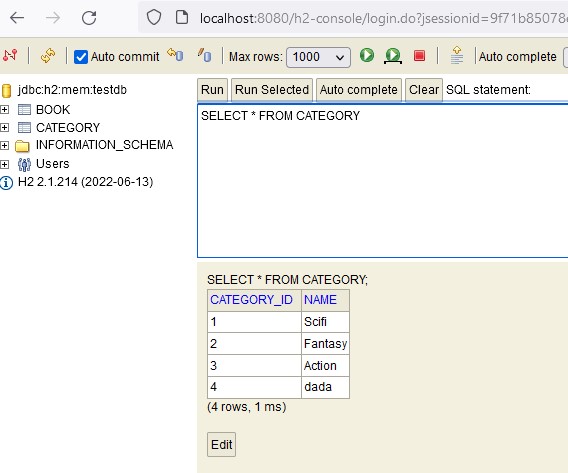 localhost:8080/h2-console/login.do?jsessionid=9f71b85078
Auto commit Max rows: 1000 Auto complete
jdbc:h2:mem:testdb
BOOK
CATEGORY
INFORMATION_SCHEMA
Users
H2 2.1.214 (2022-06-13)
Run Run Selected Auto complete Clear SQL statement:
SELECT * FROM CATEGORY
SELECT * FROM CATEGORY;
CATEGORY_ID NAME
1 Scifi
2 Fantasy
3 Action
4 dada
(4 rows, 1 ms)
Edit